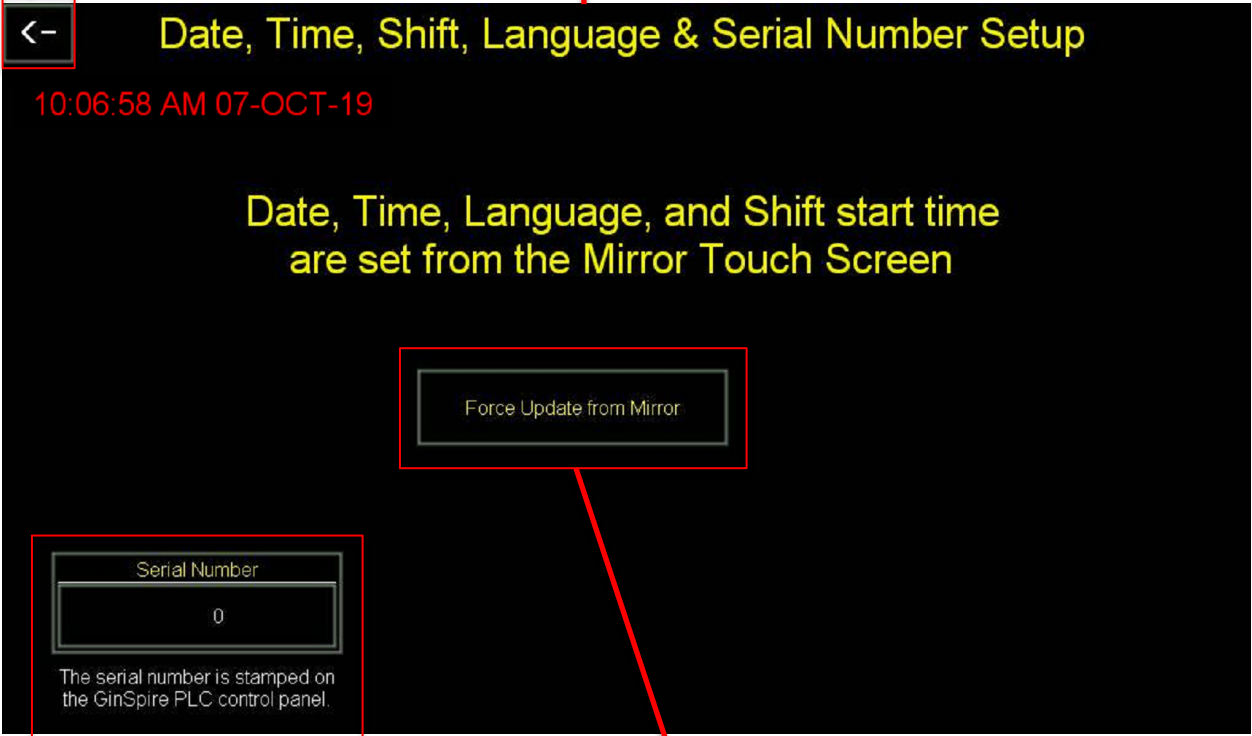 <-
Date, Time, Shift, Language & Serial Number Setup
10:06:58 AM 07-OCT-19
Date, Time, Language, and Shift start time
are set from the Mirror Touch Screen
Force Update from Mirror
Serial Number
0
The serial number is stamped on
the GinSpire PLC control panel.